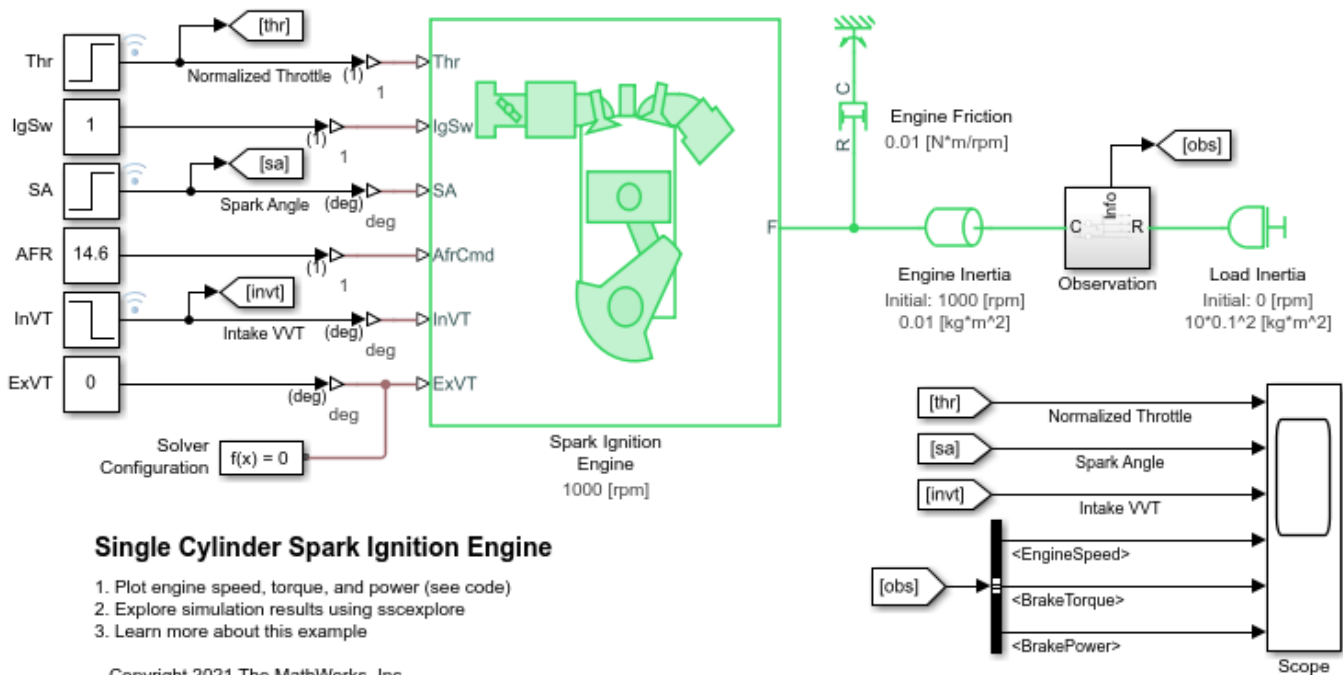 [thr]
Thr
Normalized Throttle
(1)
1
Thr
IgSw
1
(1)
1
IgSw
[sa]
SA
Spark Angle
(deg)
deg
SA
AFR
14.6
(1)
1
AfrCmd
[invt]
InVT
Intake VVT
(deg)
deg
InVT
ExVT
0
(deg)
deg
ExVT
Solver
Configuration
f(x) = 0
Spark Ignition
Engine
1000 [rpm]
F
C
R
Engine Friction
0.01 [N*m/rpm]
[obs]
Info
C
R
Observation
Engine Inertia
Initial: 1000 [rpm]
0.01 [kg*m^2]
Load Inertia
Initial: 0 [rpm]
10*0.1^2 [kg*m^2]
[thr]
Normalized Throttle
[sa]
Spark Angle
[invt]
Intake VVT
<EngineSpeed>
[obs]
<BrakeTorque>
<BrakePower>
Scope
Single Cylinder Spark Ignition Engine
1. Plot engine speed, torque, and power (see code)
2. Explore simulation results using sscexplore
3. Learn more about this example
Copyright 2021 The MathWorks, Inc.